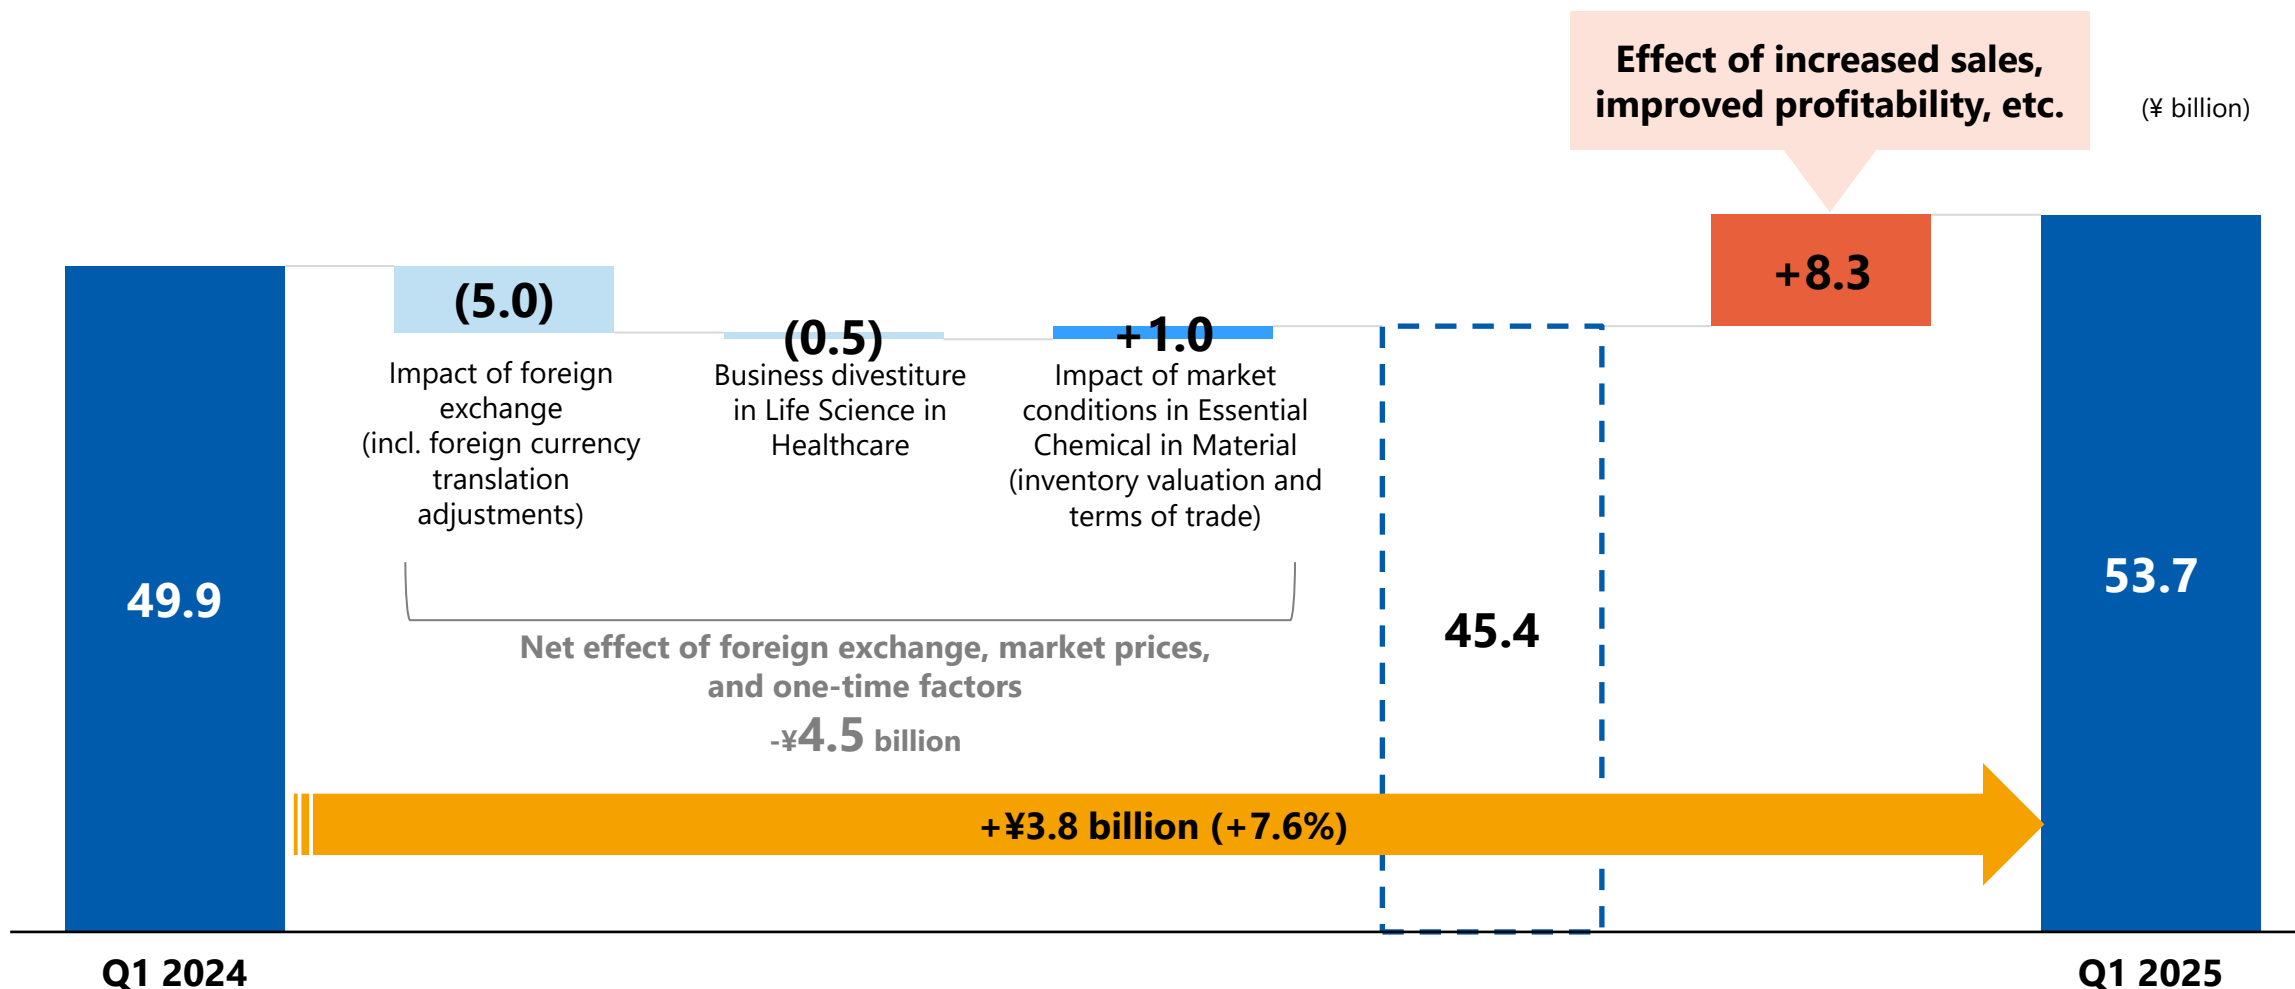 Effect of increased sales,
improved profitability, etc.
(¥ billion)
49.9
(5.0)
Impact of foreign
exchange
(incl. foreign currency
translation
adjustments)
(0.5)
Business divestiture
in Life Science in
Healthcare
+1.0
Impact of market
conditions in Essential
Chemical in Material
(inventory valuation and
terms of trade)
Net effect of foreign exchange, market prices,
and one-time factors
-¥4.5 billion
45.4
+8.3
53.7
+¥3.8 billion (+7.6%)
Q1 2024
Q1 2025